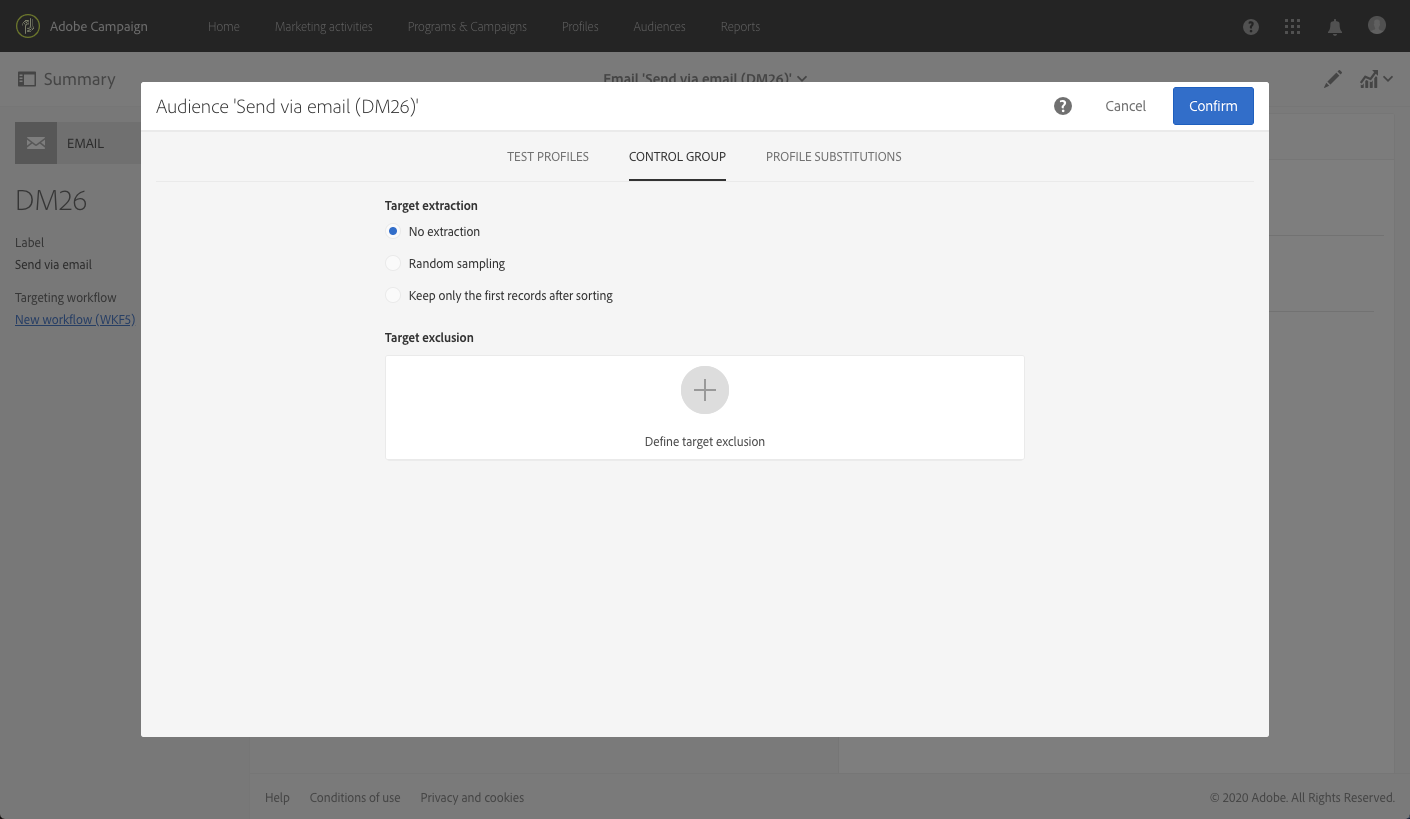 Adobe Campaign Home Marketing activities Programs & Campaigns Profiles Audiences Reports ?
Summary Email 'Send via email (DM26)'
Audience 'Send via email (DM26)' ? Cancel Confirm
EMAIL
TEST PROFILES CONTROL GROUP PROFILE SUBSTITUTIONS
DM26
Label
Send via email
Targeting workflow
New workflow (WKF5)
Target extraction
No extraction
Random sampling
Keep only the first records after sorting
Target exclusion
Define target exclusion
Help Conditions of use Privacy and cookies © 2020 Adobe. All Rights Reserved.